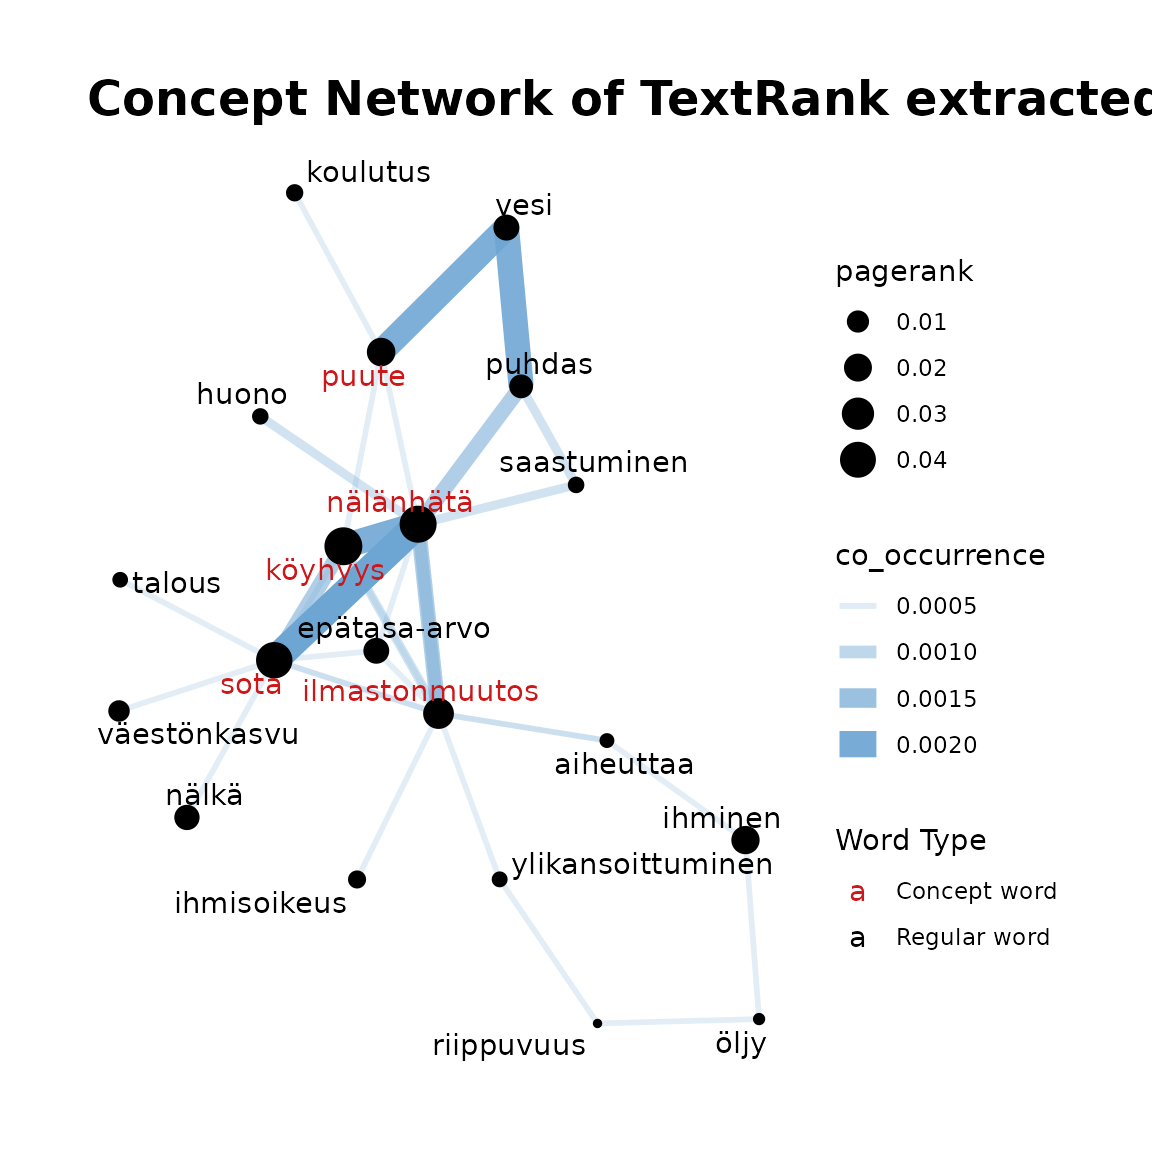 Concept Network of TextRank extracted
koulutus
vesi
puhdas
puute
huono
saastuminen
nälänhätä
köyhyys
talous
epätasa-arvo
sota
ilmastonmuutos
väestönkasvu
aiheuttaa
nälkä
ihminen
ylikansoittuminen
ihmisoikeus
riippuvuus
öljy
pagerank
0.01
0.02
0.03
0.04
co_occurrence
0.0005
0.0010
0.0015
0.0020
Word Type
a Concept word
a Regular word